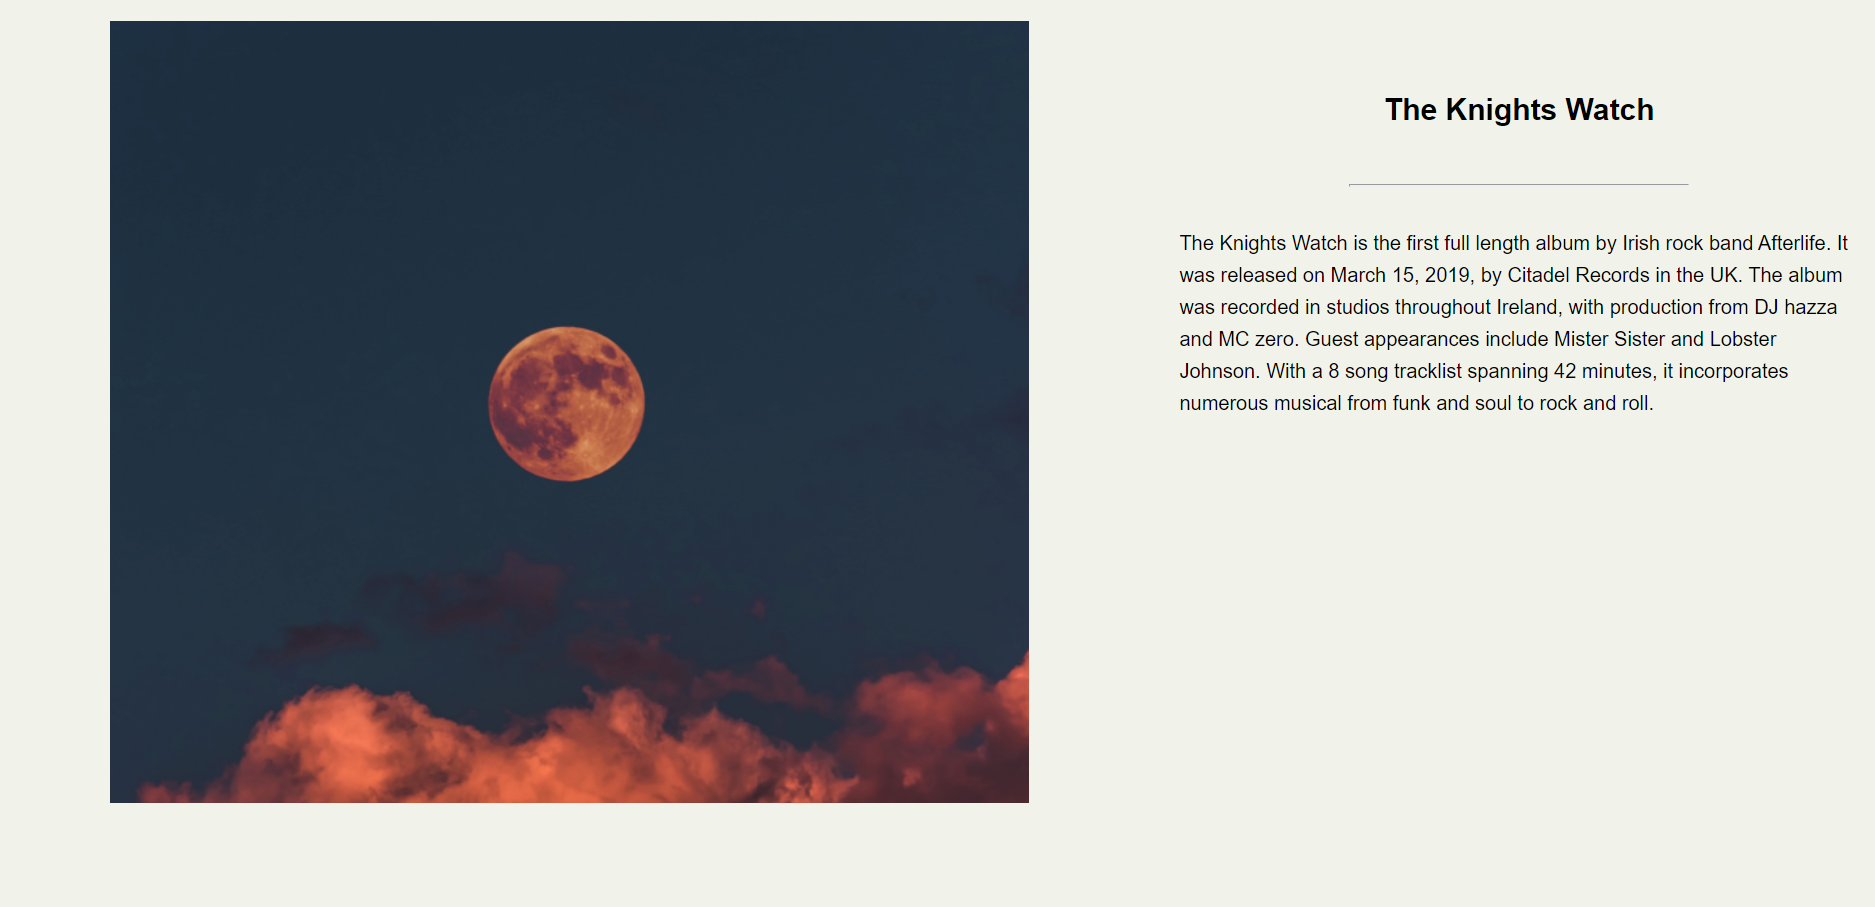 The Knights Watch
The Knights Watch is the first full length album by Irish rock band Afterlife. It
was released on March 15, 2019, by Citadel Records in the UK. The album
was recorded in studios throughout Ireland, with production from DJ hazza
and MC zero. Guest appearances include Mister Sister and Lobster
Johnson. With a 8 song tracklist spanning 42 minutes, it incorporates
numerous musical from funk and soul to rock and roll.